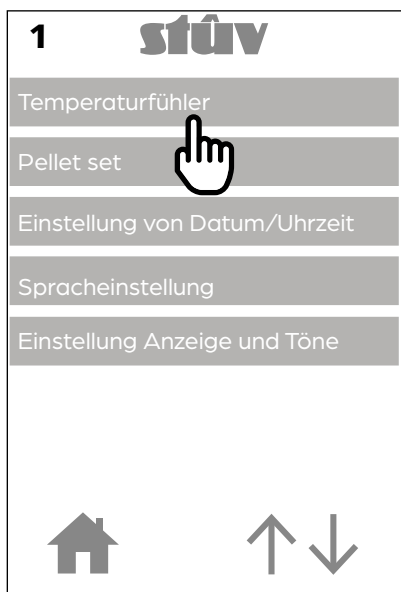 1 stûv
Temperaturfühler
Pellet set
Einstellung von Datum/Uhrzeit
Spracheinstellung
Einstellung Anzeige und Töne